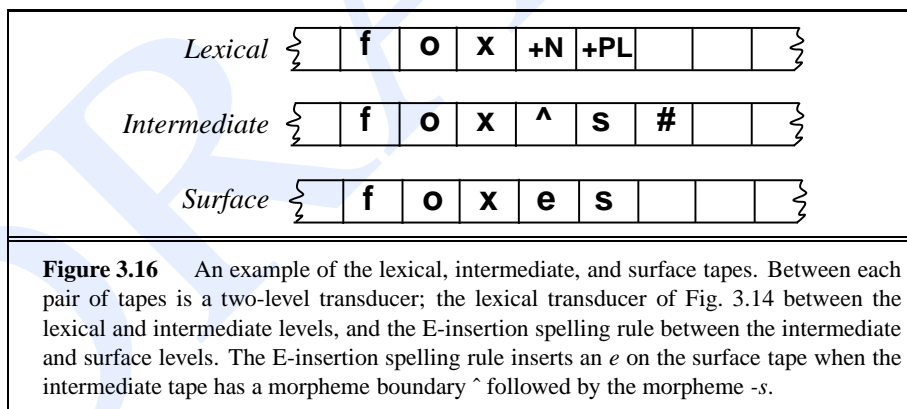 Lexical f o x +N +PL
Intermediate f o x ^ s #
Surface f o x e s
Figure 3.16 An example of the lexical, intermediate, and surface tapes. Between each
pair of tapes is a two-level transducer; the lexical transducer of Fig. 3.14 between the
lexical and intermediate levels, and the E-insertion spelling rule between the intermediate
and surface levels. The E-insertion spelling rule inserts an e on the surface tape when the
intermediate tape has a morpheme boundary ^ followed by the morpheme -s.